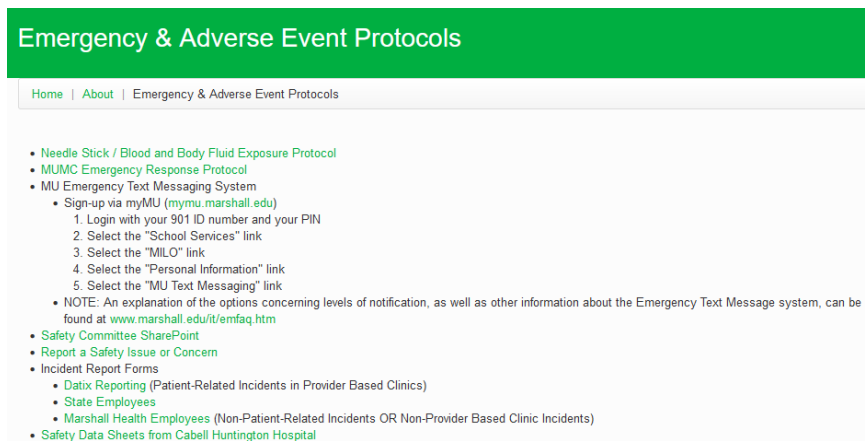 Emergency & Adverse Event Protocols
Home | About | Emergency & Adverse Event Protocols
• Needle Stick / Blood and Body Fluid Exposure Protocol
• MUMC Emergency Response Protocol
• MU Emergency Text Messaging System
• Sign-up via myMU (mymu.marshall.edu)
1. Login with your 901 ID number and your PIN
2. Select the "School Services" link
3. Select the "MILO" link
4. Select the "Personal Information" link
5. Select the "MU Text Messaging" link
• NOTE: An explanation of the options concerning levels of notification, as well as other information about the Emergency Text Message system, can be
found at www.marshall.edu/it/emfaq.htm
• Safety Committee SharePoint
• Report a Safety Issue or Concern
• Incident Report Forms
• Datix Reporting (Patient-Related Incidents in Provider Based Clinics)
• State Employees
• Marshall Health Employees (Non-Patient-Related Incidents OR Non-Provider Based Clinic Incidents)
• Safety Data Sheets from Cabell Huntington Hospital